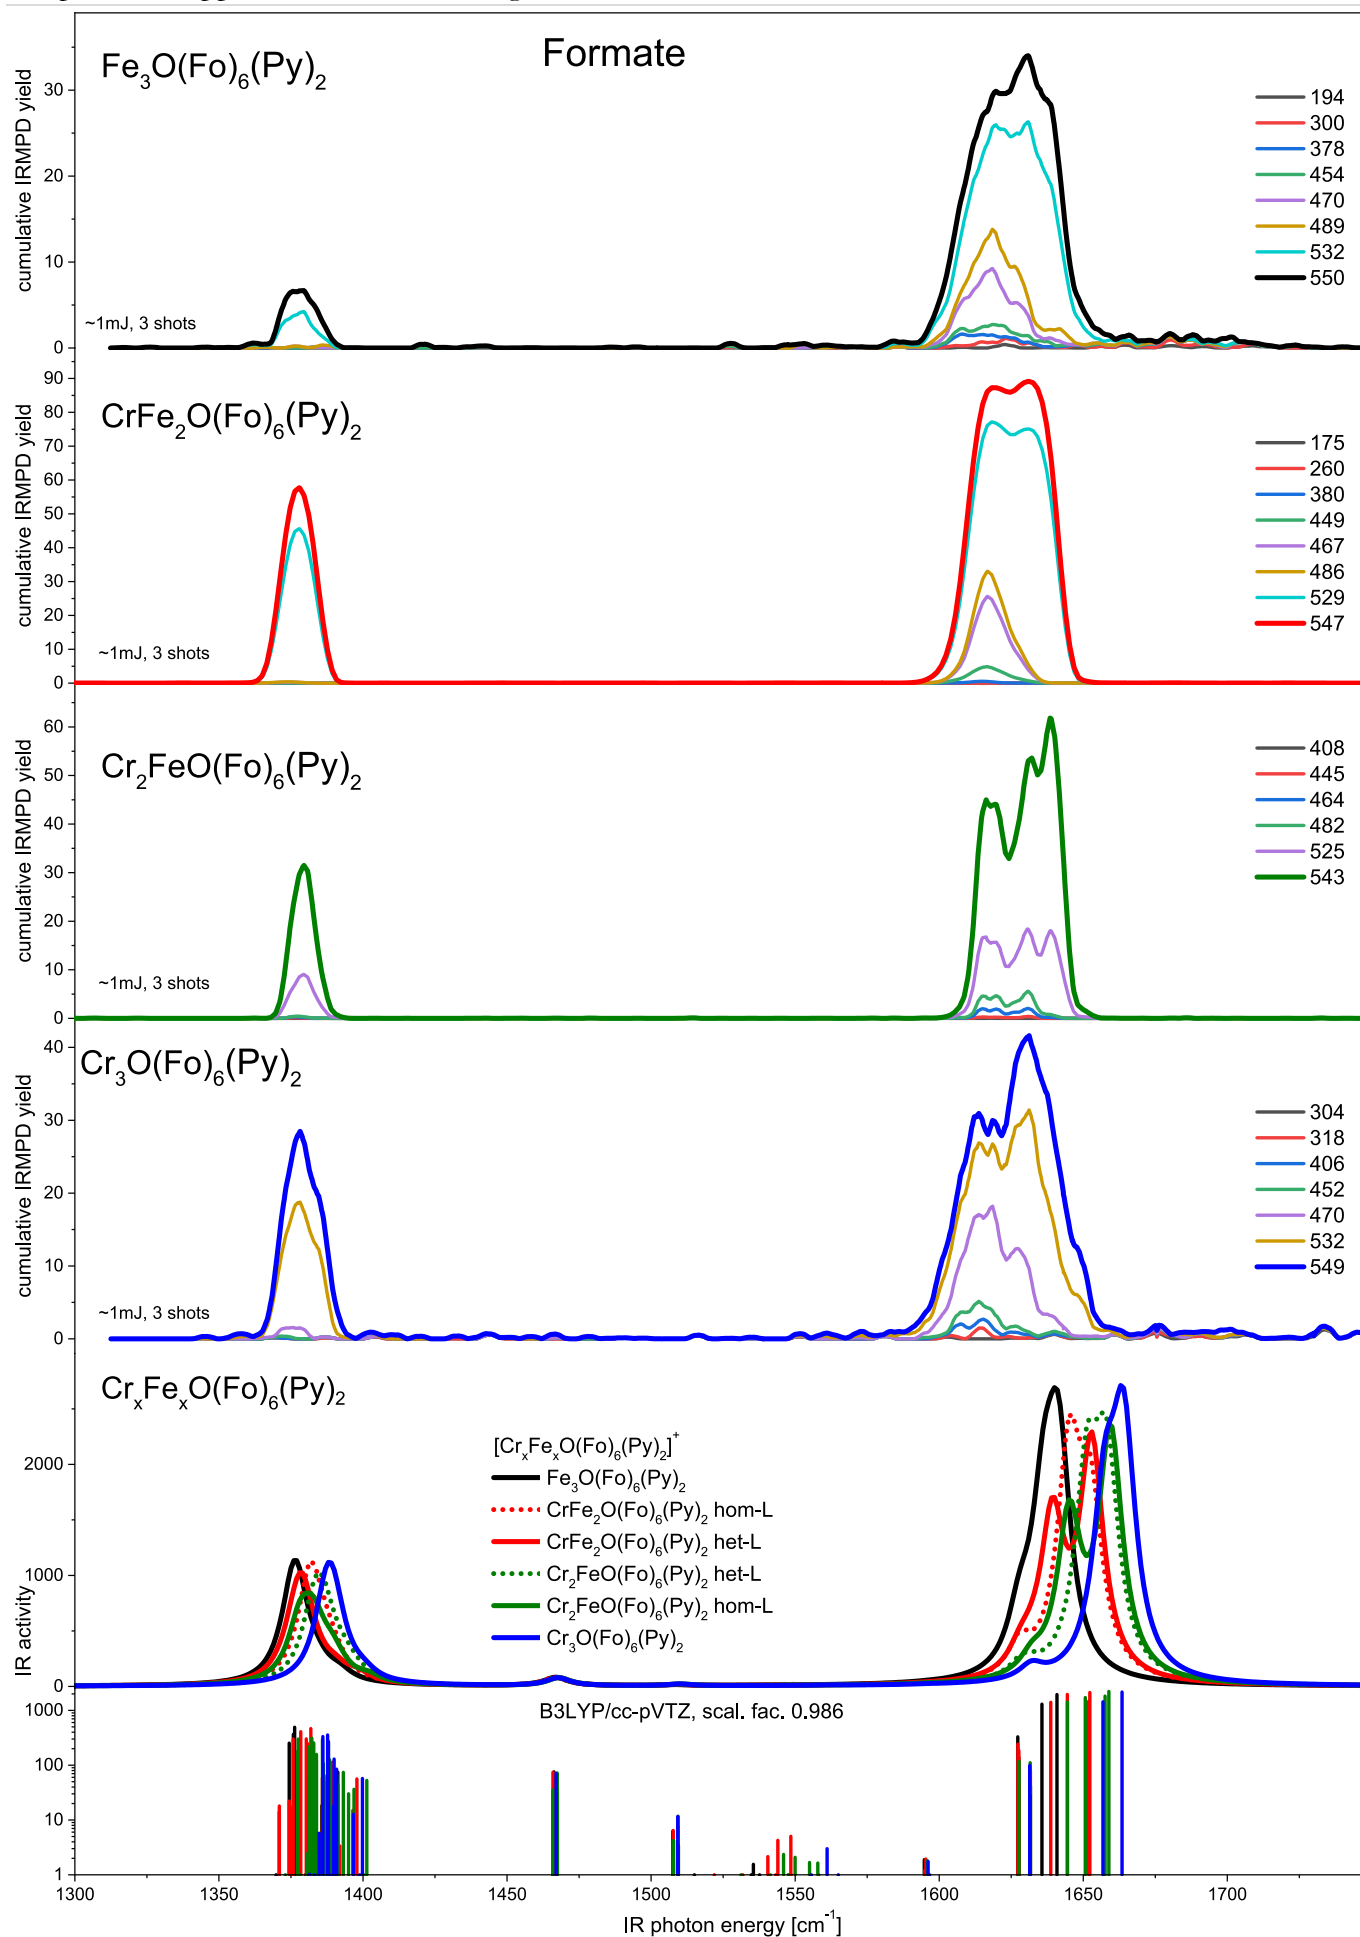 Fe3O(Fo)6(Py)2
Formate
cumulative IRMPD yield
30
20
10
0
~1mJ, 3 shots
194
300
378
454
470
489
532
550
CrFe2O(Fo)6(Py)2
cumulative IRMPD yield
90
80
70
60
50
40
30
20
10
0
~1mJ, 3 shots
175
260
380
449
467
486
529
547
Cr2FeO(Fo)6(Py)2
cumulative IRMPD yield
60
50
40
30
20
10
0
~1mJ, 3 shots
408
445
464
482
525
543
Cr3O(Fo)6(Py)2
cumulative IRMPD yield
40
30
20
10
0
~1mJ, 3 shots
304
318
406
452
470
532
549
CrxFexO(Fo)6(Py)2
IR activity
2000
1000
0
[CrxFexO(Fo)6(Py)2]+
Fe3O(Fo)6(Py)2
CrFe2O(Fo)6(Py)2 hom-L
CrFe2O(Fo)6(Py)2 het-L
Cr2FeO(Fo)6(Py)2 het-L
Cr2FeO(Fo)6(Py)2 hom-L
Cr3O(Fo)6(Py)2
B3LYP/cc-pVTZ, scal. fac. 0.986
1000
100
10
1
1300 1350 1400 1450 1500 1550 1600 1650 1700
IR photon energy [cm-1]